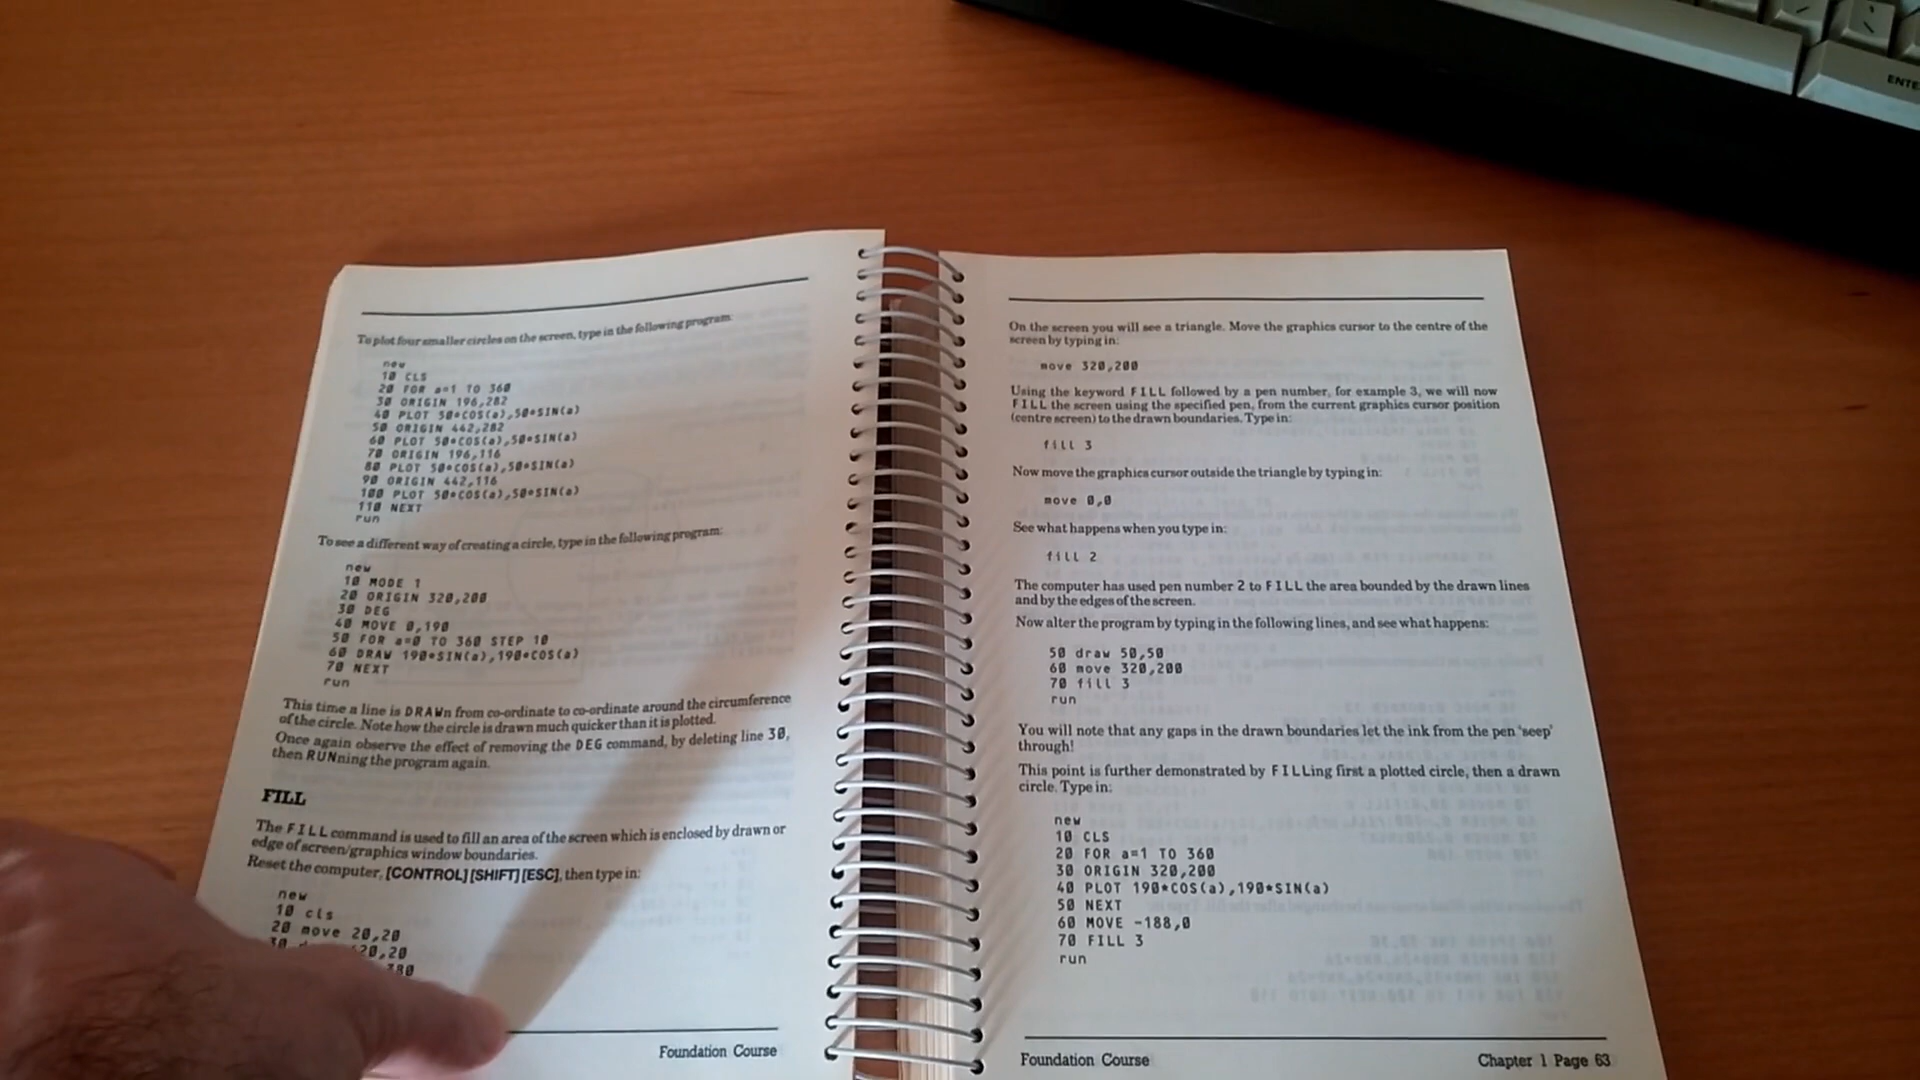 To plot four smaller circles on the screen, type in the following program:
new
10 CLS
20 FOR a=1 TO 360
30 ORIGIN 196,282
40 PLOT 50*COS(a),50*SIN(a)
50 ORIGIN 442,282
60 PLOT 50*COS(a),50*SIN(a)
70 ORIGIN 196,116
80 PLOT 50*COS(a),50*SIN(a)
90 ORIGIN 442,116
100 PLOT 50*COS(a),50*SIN(a)
110 NEXT
run
To see a different way of creating a circle, type in the following program:
new
10 MODE 1
20 ORIGIN 320,200
30 DEG
40 MOVE 0,190
50 FOR a=0 TO 360 STEP 10
60 DRAW 190*SIN(a),190*COS(a)
70 NEXT
run
This time a line is DRAWn from co-ordinate to co-ordinate around the circumference
of the circle. Note how the circle is drawn much quicker than it is plotted.
Once again observe the effect of removing the DEG command, by deleting line 30,
then RUNning the program again.
FILL
The FILL command is used to fill an area of the screen which is enclosed by drawn or
edge of screen/graphics window boundaries.
Reset the computer, [CONTROL] [SHIFT] [ESC], then type in:
new
10 cls
20 move 20,20
30 20,20
380
Foundation Course
On the screen you will see a triangle. Move the graphics cursor to the centre of the
screen by typing in:
move 320,200
Using the keyword FILL followed by a pen number, for example 3, we will now
FILL the screen using the specified pen, from the current graphics cursor position
(centre screen) to the drawn boundaries. Type in:
fill 3
Now move the graphics cursor outside the triangle by typing in:
move 0,0
See what happens when you type in:
fill 2
The computer has used pen number 2 to FILL the area bounded by the drawn lines
and by the edges of the screen.
Now alter the program by typing in the following lines, and see what happens:
50 draw 50,50
60 move 320,200
70 fill 3
run
You will note that any gaps in the drawn boundaries let the ink from the pen 'seep'
through!
This point is further demonstrated by FILLing first a plotted circle, then a drawn
circle. Type in:
new
10 CLS
20 FOR a=1 TO 360
30 ORIGIN 320,200
40 PLOT 190*COS(a),190*SIN(a)
50 NEXT
60 MOVE -188,0
70 FILL 3
run
Foundation Course
Chapter 1 Page 63
ENTE